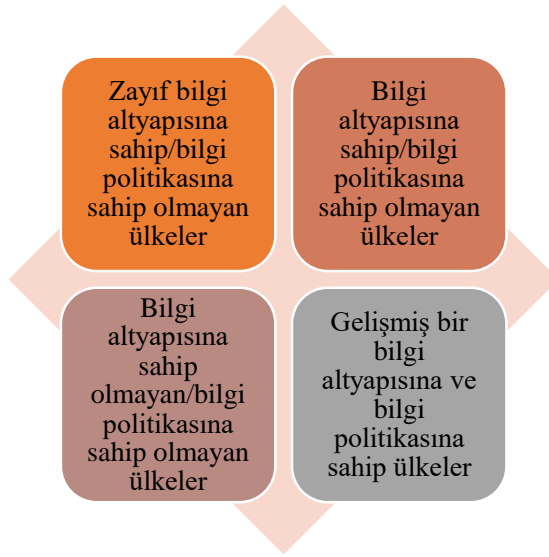 Zayıf bilgi
altyapısına
sahip/bilgi
politikasına
sahip olmayan
ülkeler
Bilgi
altyapısına
sahip/bilgi
politikasına
sahip olmayan
ülkeler
Bilgi
altyapısına
sahip
olmayan/bilgi
politikasına
sahip olmayan
ülkeler
Gelişmiş bir
bilgi
altyapısına ve
bilgi
politikasına
sahip ülkeler